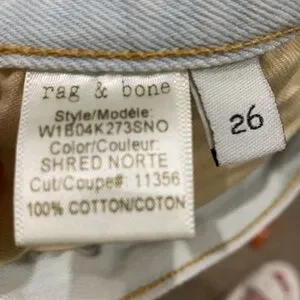 rag & bone
Style/Modèle:
W1B04K273SNO
Color/Couleur:
SHRED NORTE
Cut/Coupe#: 11356
100% COTTON/COTON
26